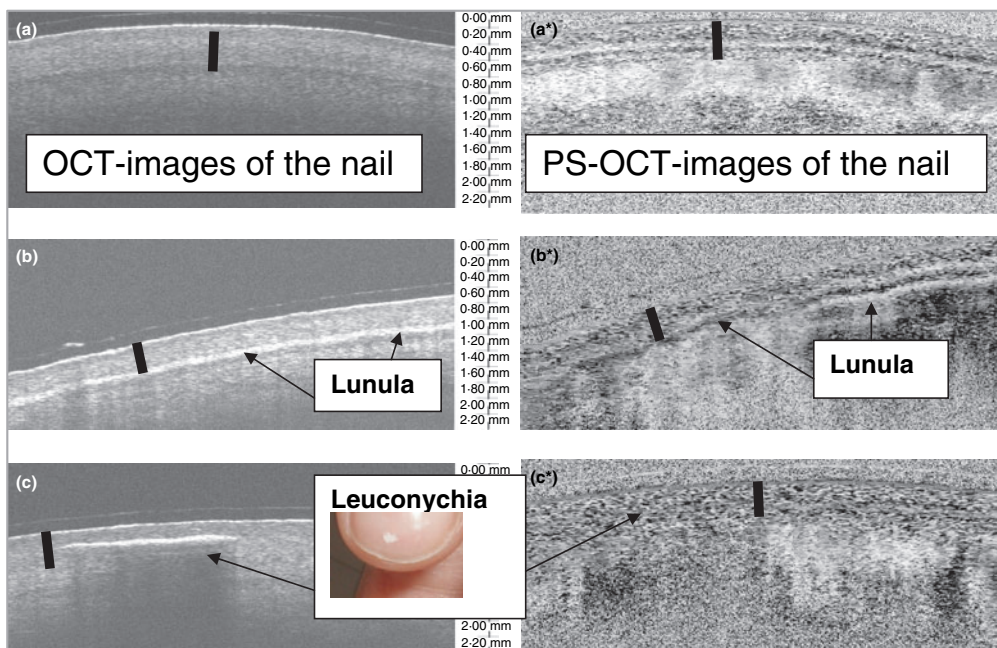 (a)
0·00 mm
0·20 mm
0·40 mm
0·60 mm
0·80 mm
1·00 mm
1·20 mm
1·40 mm
1·60 mm
1·80 mm
2·00 mm
2·20 mm
OCT-images of the nail
(a*)
PS-OCT-images of the nail
(b)
0·00 mm
0·20 mm
0·40 mm
0·60 mm
0·80 mm
1·00 mm
1·20 mm
1·40 mm
1·60 mm
1·80 mm
2·00 mm
2·20 mm
Lunula
(b*)
Lunula
(c)
0·00 mm
Leuconychia
2·00 mm
2·20 mm
(c*)